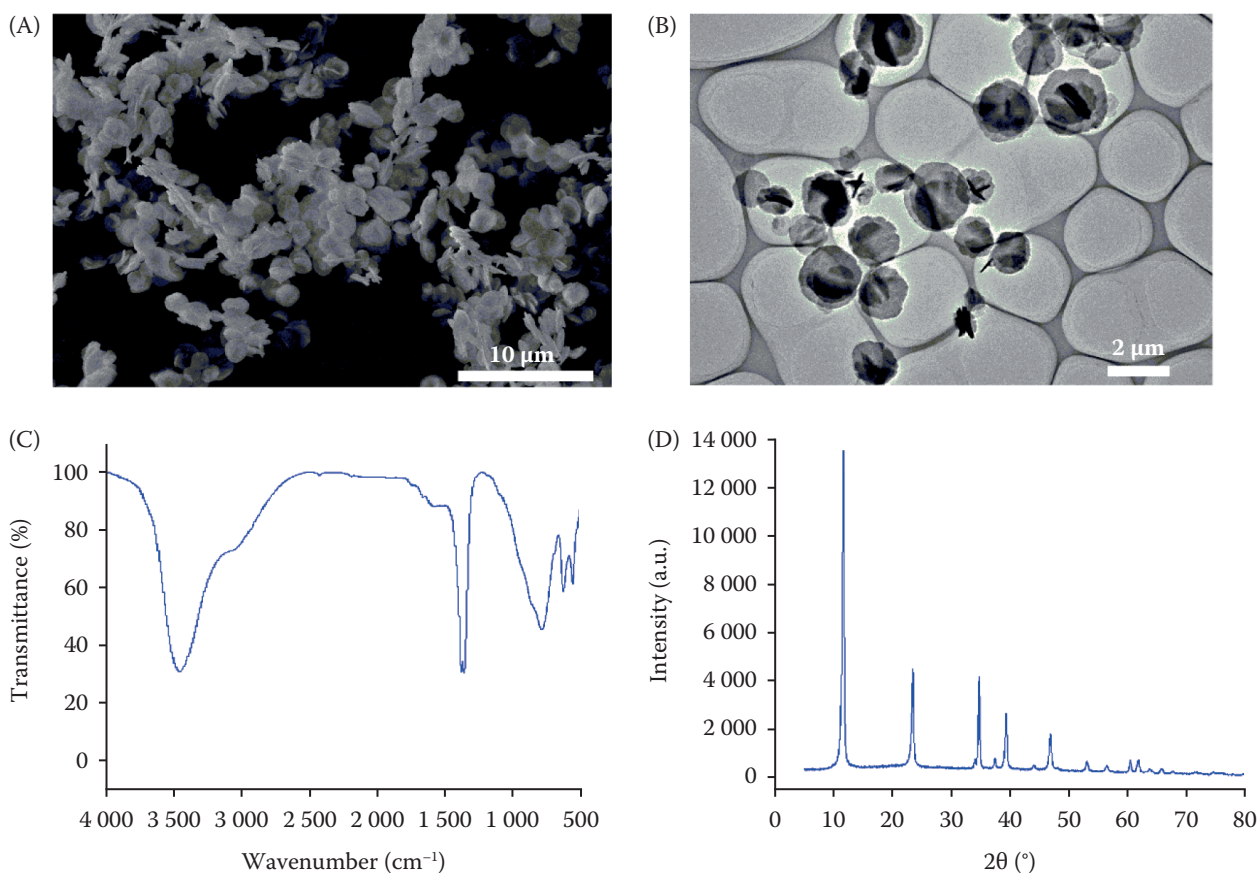 (A)
10 µm
(B)
2 µm
(C)
Transmittance (%)
100
80
60
40
20
0
4 000 3 500 3 000 2 500 2 000 1 500 1 000 500
Wavenumber (cm⁻¹)
(D)
Intensity (a.u.)
14 000
12 000
10 000
8 000
6 000
4 000
2 000
0
0 10 20 30 40 50 60 70 80
2θ (°)